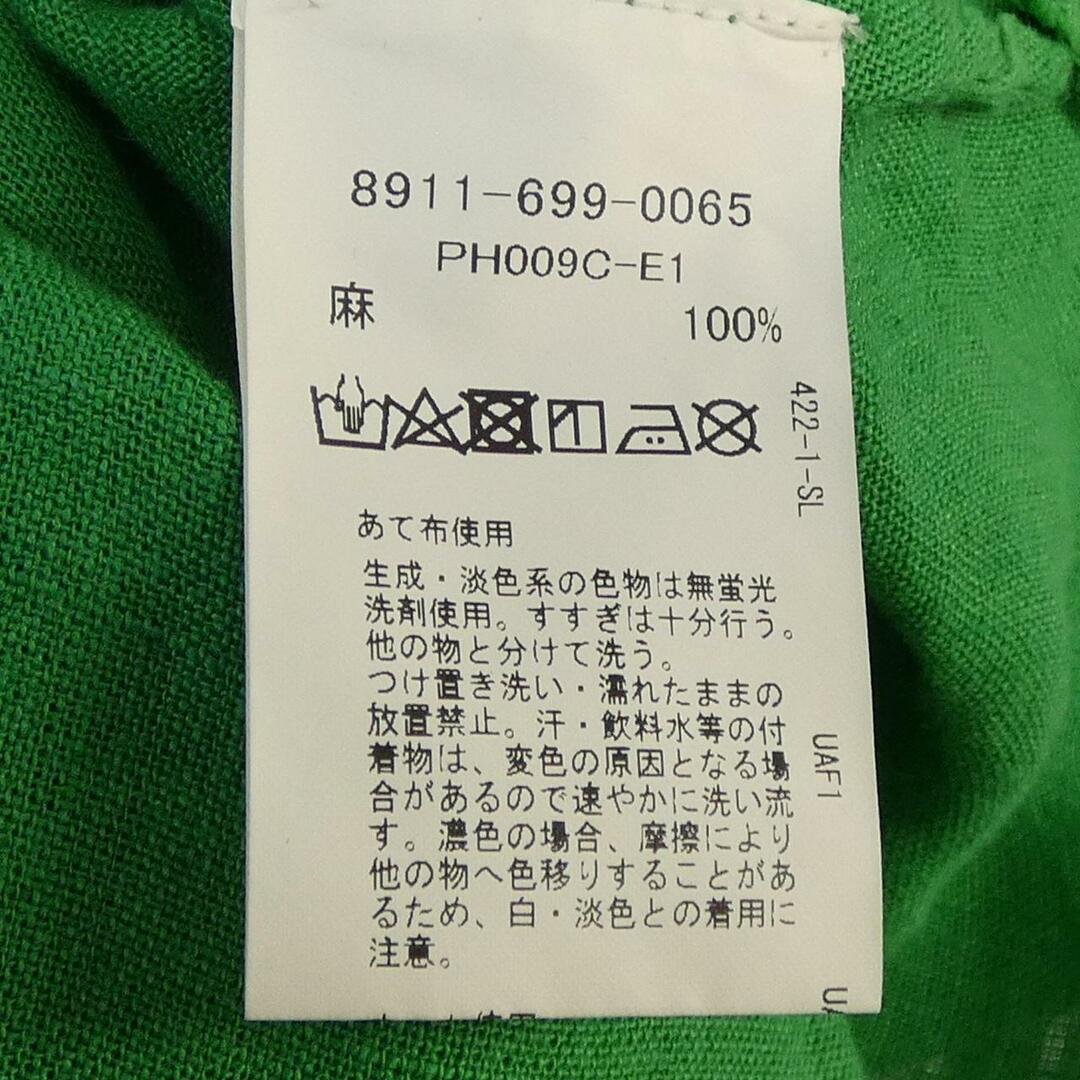 8911-699-0065
PH009C-E1
麻 100%
422-1-SL
あて布使用
生成・淡色系の色物は無蛍光
洗剤使用。すすぎは十分行う。
他の物と分けて洗う。
つけ置き洗い・濡れたままの
放置禁止。汗・飲料水等の付
着物は、変色の原因となる場
合があるので速やかに洗い流
す。濃色の場合、摩擦により
他の物へ色移りすることがあ
るため、白・淡色との着用に
注意。
UAF1